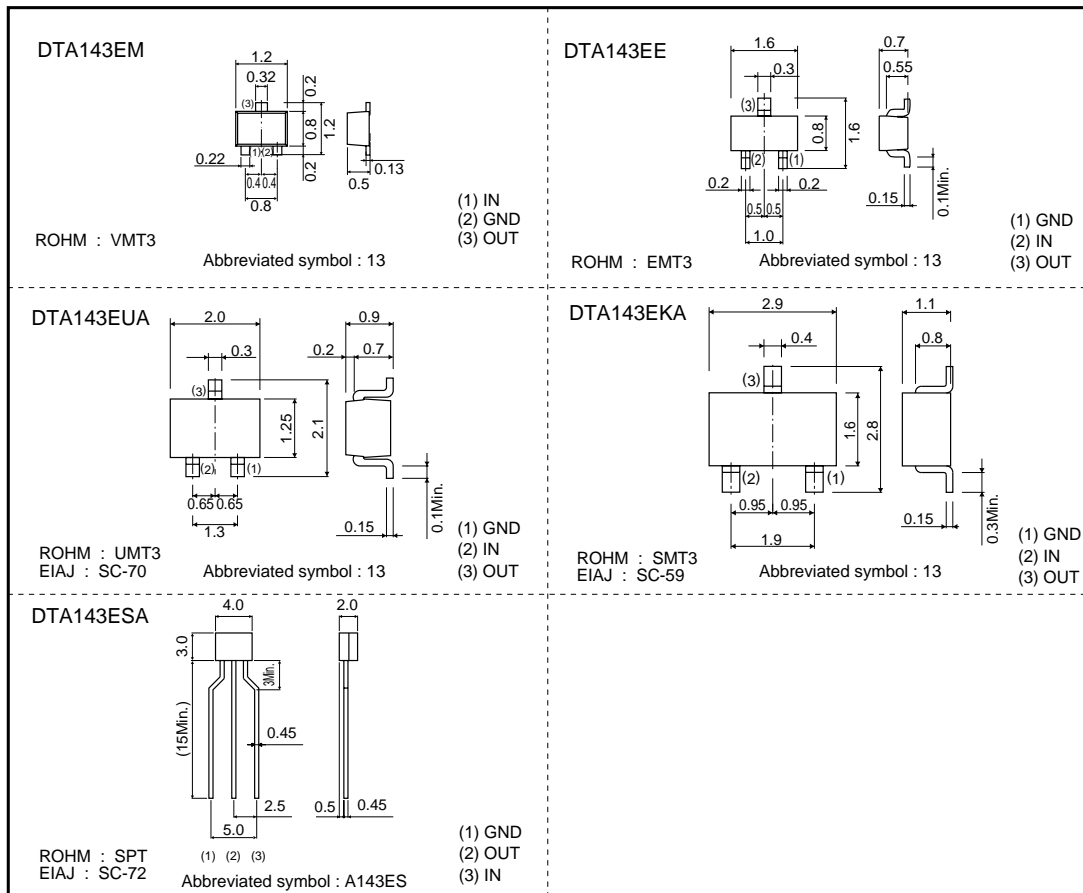 DTA143EM
1.2
0.32
0.2
(3)
0.8
1.2
(1) (2)
0.22
0.2
0.13
0.4 0.4
0.5
0.8
(1) IN
(2) GND
(3) OUT
ROHM : VMT3
Abbreviated symbol : 13
DTA143EE
1.6
0.7
0.3
0.55
(3)
0.8
1.6
(2) (1)
0.2
0.2
0.15
0.1Min.
0.5 0.5
1.0
(1) GND
(2) IN
(3) OUT
ROHM : EMT3
Abbreviated symbol : 13
DTA143EUA
2.0
0.9
0.3
0.2
0.7
(3)
1.25
2.1
(2) (1)
0.65 0.65
1.3
0.15
0.1Min.
(1) GND
(2) IN
(3) OUT
ROHM : UMT3
EIAJ : SC-70
Abbreviated symbol : 13
DTA143EKA
2.9
1.1
0.4
0.8
(3)
1.6
2.8
(2) (1)
0.95 0.95
1.9
0.15
0.3Min.
(1) GND
(2) IN
(3) OUT
ROHM : SMT3
EIAJ : SC-59
Abbreviated symbol : 13
DTA143ESA
4.0
2.0
3.0
3Min.
(15Min.)
0.45
2.5
0.5
0.45
5.0
(1) (2) (3)
(1) GND
(2) OUT
(3) IN
ROHM : SPT
EIAJ : SC-72
Abbreviated symbol : A143ES